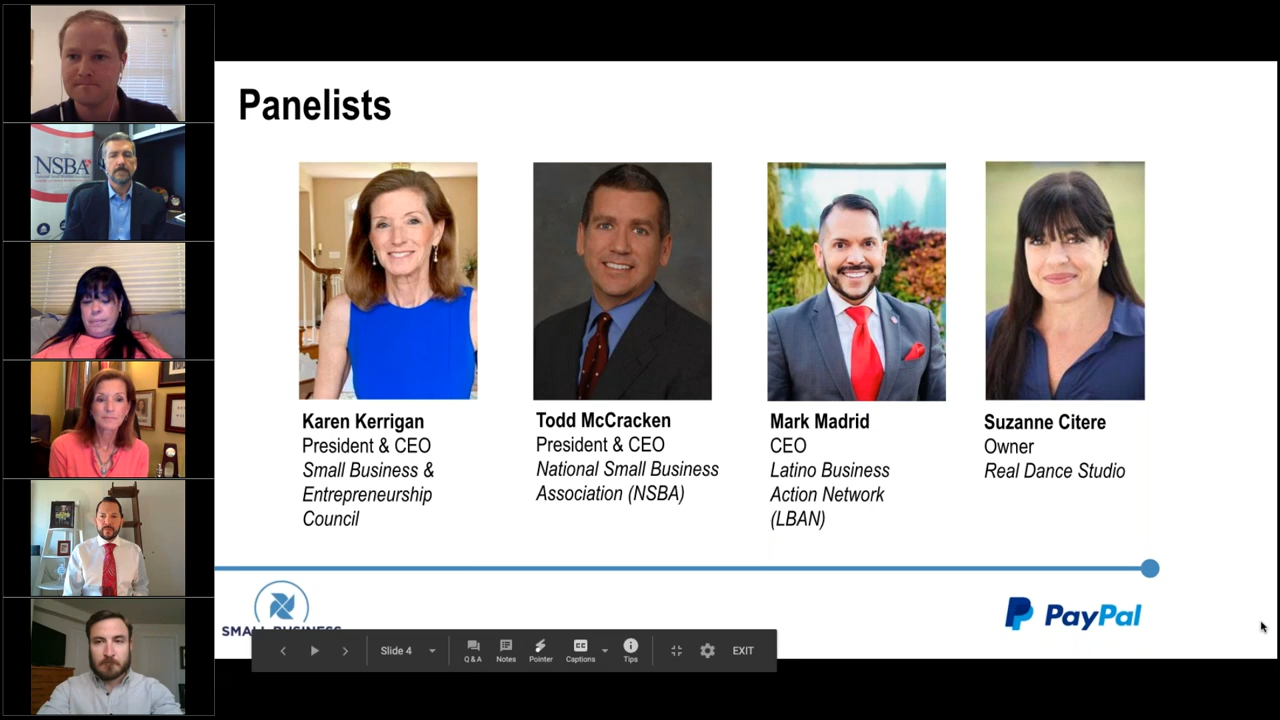 Panelists
NSBA
Karen Kerrigan
President & CEO
Small Business &
Entrepreneurship
Council
Todd McCracken
President & CEO
National Small Business
Association (NSBA)
Mark Madrid
CEO
Latino Business
Action Network
(LBAN)
Suzanne Citere
Owner
Real Dance Studio
SMALL BUSINESS
PayPal
Slide 4
Q & A
Notes
Pointer
Captions
Tips
EXIT